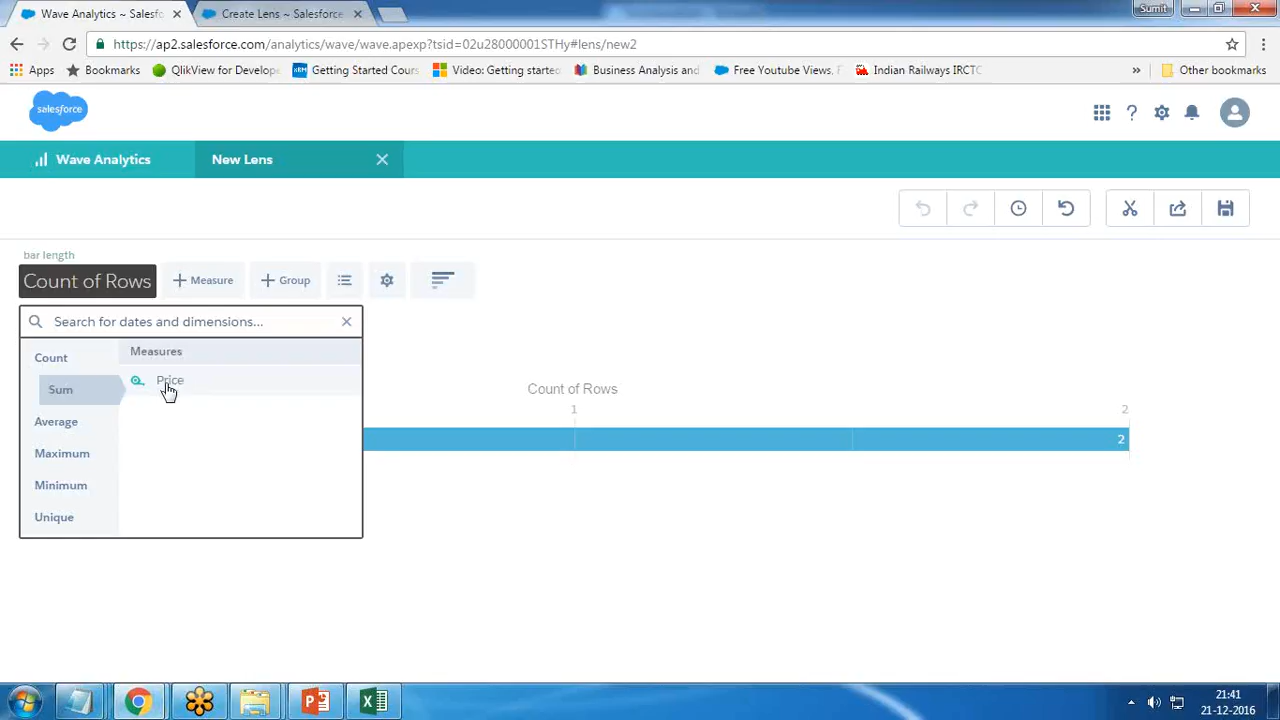 Wave Analytics ~ Salesfo
Create Lens ~ Salesforce
Sumit
https://ap2.salesforce.com/analytics/wave/wave.apexp?tsid=02u28000001STHy#lens/new2
Apps
Bookmarks
QlikView for Develope
Getting Started Cours
Video: Getting starte
Business Analysis and
Free Youtube Views, F
Indian Railways IRCTC
»
Other bookmarks
salesforce
Wave Analytics
New Lens
bar length
Count of Rows
+ Measure
+ Group
Search for dates and dimensions...
Count
Measures
Sum
Price
Average
Maximum
Minimum
Unique
Count of Rows
1
2
2
21:41
21-12-2016